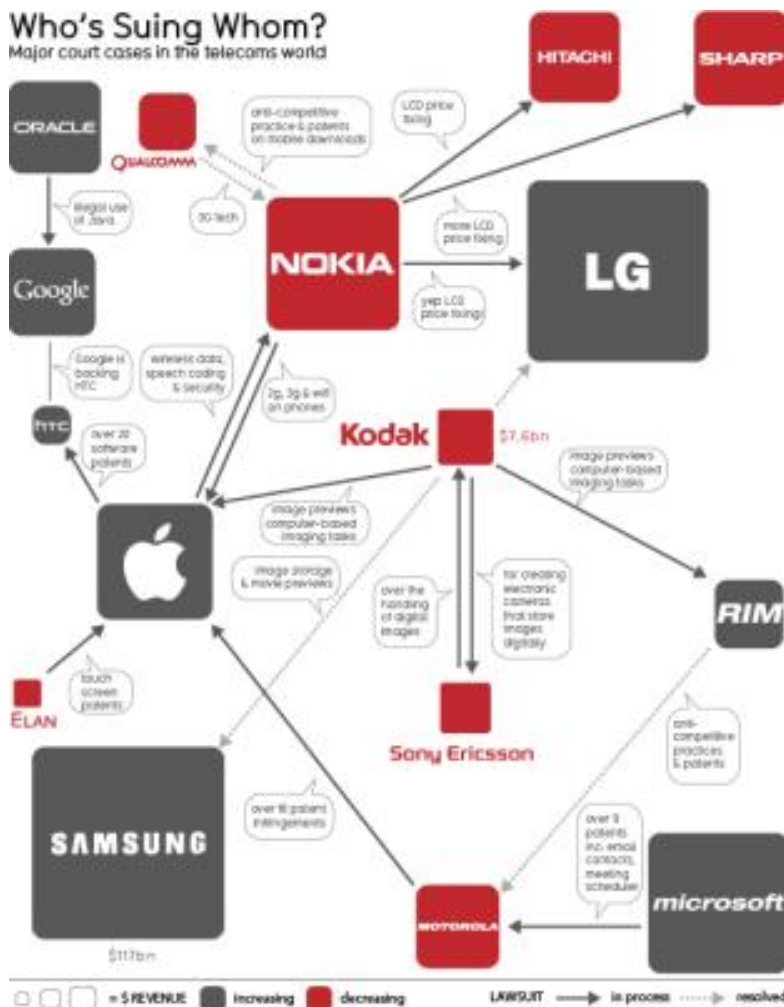 Who's Suing Whom?
Major court cases in the telecoms world
HITACHI
SHARP
ORACLE
QUALCOMM
anti-competitive
practice & patents
on mobile downloads
LCD price
fixing
illegal use
of Java
3G tech
NOKIA
more LCD
price fixing
LG
Google
yep LCD
price fixing!
Google is
backing
HTC
wireless data,
speech coding
& security
2g, 3g & wifi
on phones
hTC
over 20
software
patents
Kodak
$7.6bn
image previews
computer-based
imaging tasks
image previews
computer-based
imaging tasks
image storage
& movie previews
over the
handling
of digital
images
for creating
electronic
cameras
that store
images
digitally
RIM
touch
screen
patents
ELAN
Sony Ericsson
anti-
competitive
practices
& patents
SAMSUNG
$117bn
patent
infringements
patents
inc. email
contacts,
meeting
scheduler
MOTOROLA
microsoft
= $ REVENUE
increasing
decreasing
LAWSUIT
in process
resolved